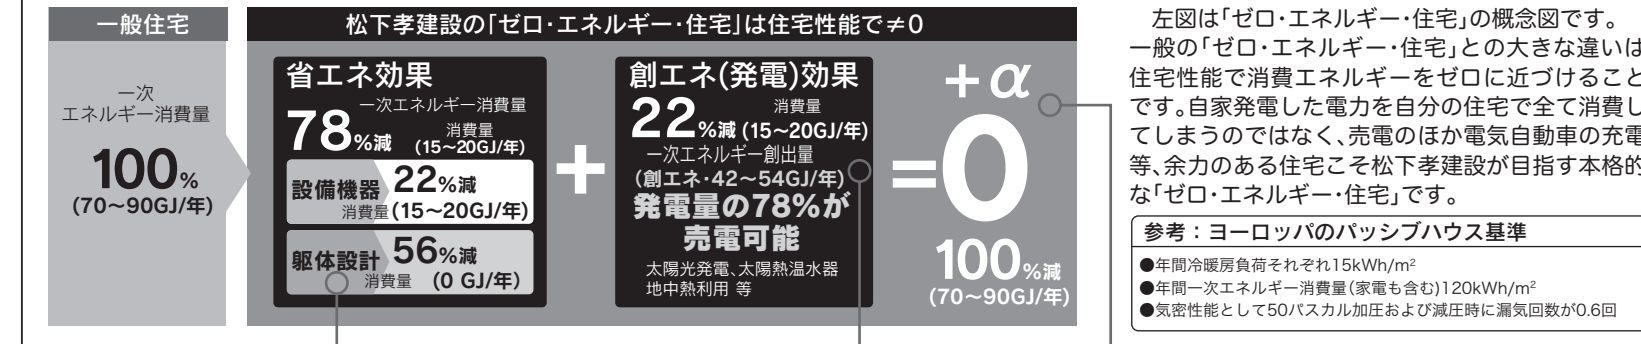 一般住宅
一次
エネルギー消費量
100%
(70〜90GJ/年)
松下孝建設の「ゼロ・エネルギー・住宅」は住宅性能で≠0
省エネ効果
一次エネルギー消費量
78%減 消費量
(15〜20GJ/年)
設備機器 22%減
消費量(15〜20GJ/年)
躯体設計 56%減
消費量 (0 GJ/年)
+
創エネ(発電)効果
22%減 消費量
(15〜20GJ/年)
一次エネルギー創出量
(創エネ・42〜54GJ/年)
発電量の78%が
売電可能
太陽光発電、太陽熱温水器
地中熱利用 等
+α
=0
100%減
(70〜90GJ/年)
左図は「ゼロ・エネルギー・住宅」の概念図です。
一般の「ゼロ・エネルギー・住宅」との大きな違いは
住宅性能で消費エネルギーをゼロに近づけること
です。自家発電した電力を自分の住宅で全て消費し
てしまうのではなく、売電のほか電気自動車の充電
等、余力のある住宅こそ松下孝建設が目指す本格的
な「ゼロ・エネルギー・住宅」です。
参考：ヨーロッパのパッシブハウス基準
●年間冷暖房負荷それぞれ15kWh/m²
●年間一次エネルギー消費量(家電も含む)120kWh/m²
●気密性能として50パスカル加圧および減圧時に漏気回数が0.6回